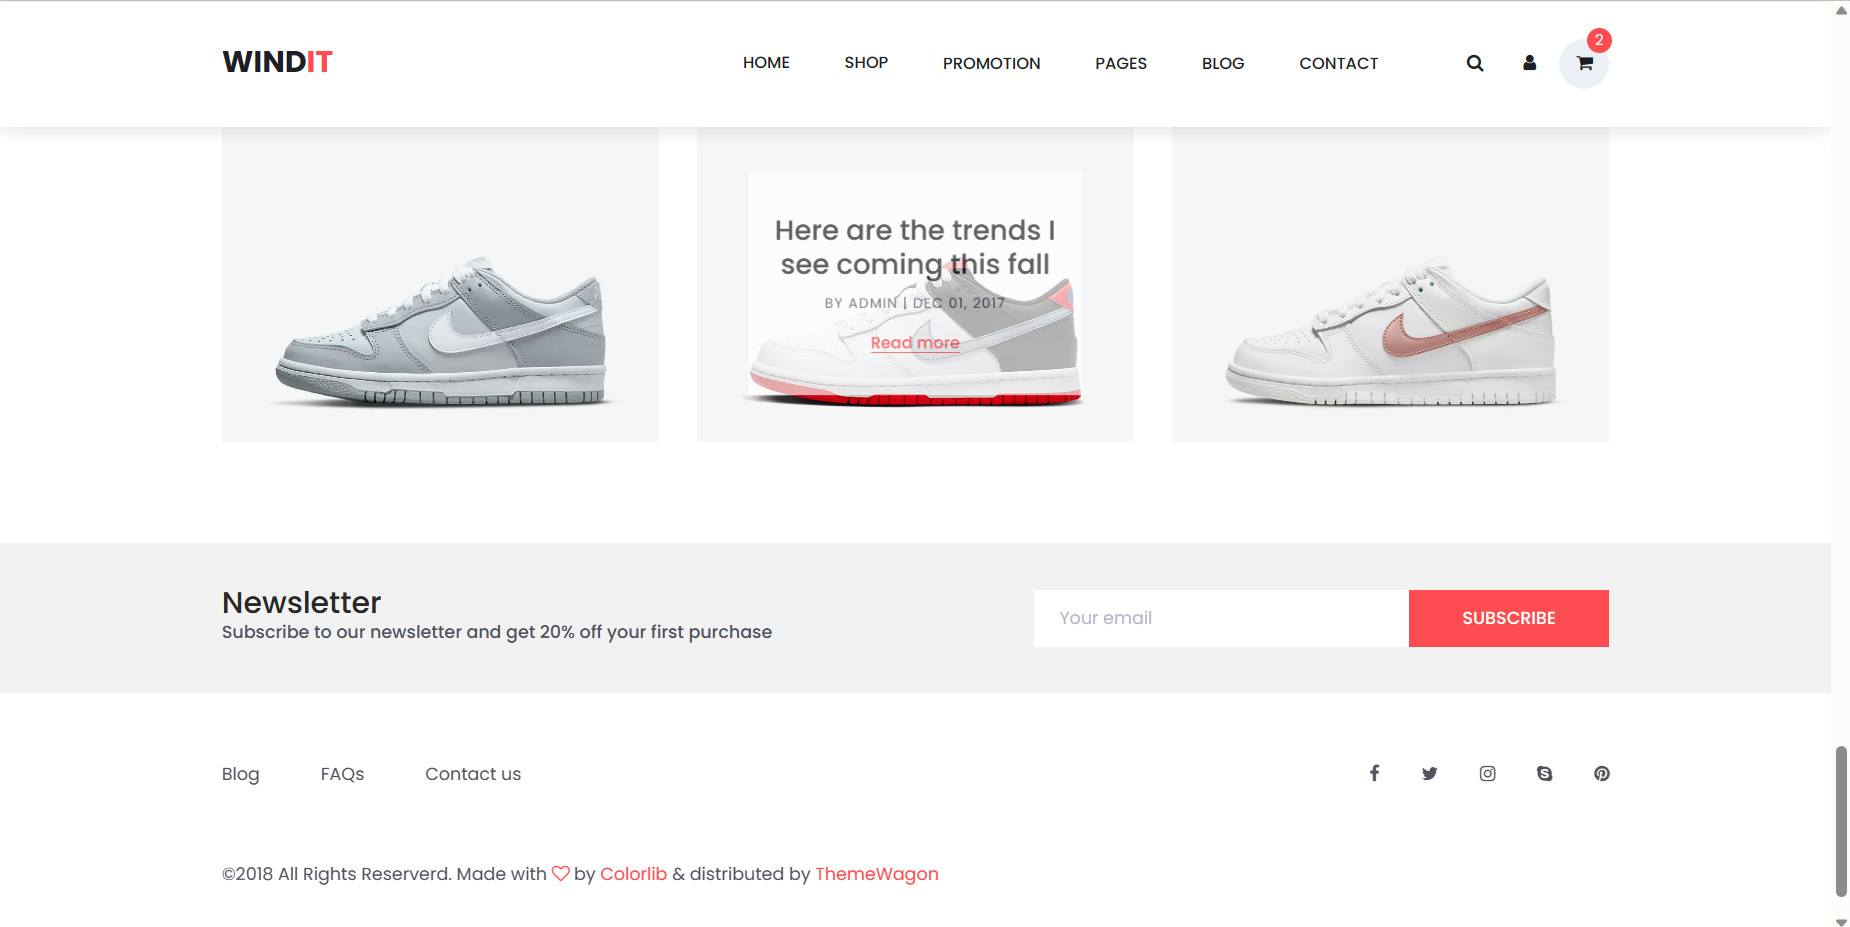 WINDIT
HOME SHOP PROMOTION PAGES BLOG CONTACT 2
Here are the trends I
see coming this fall
BY ADMIN | DEC 01, 2017
Read more
Newsletter
Subscribe to our newsletter and get 20% off your first purchase
Your email SUBSCRIBE
Blog FAQs Contact us
©2018 All Rights Reserverd. Made with by Colorlib & distributed by ThemeWagon